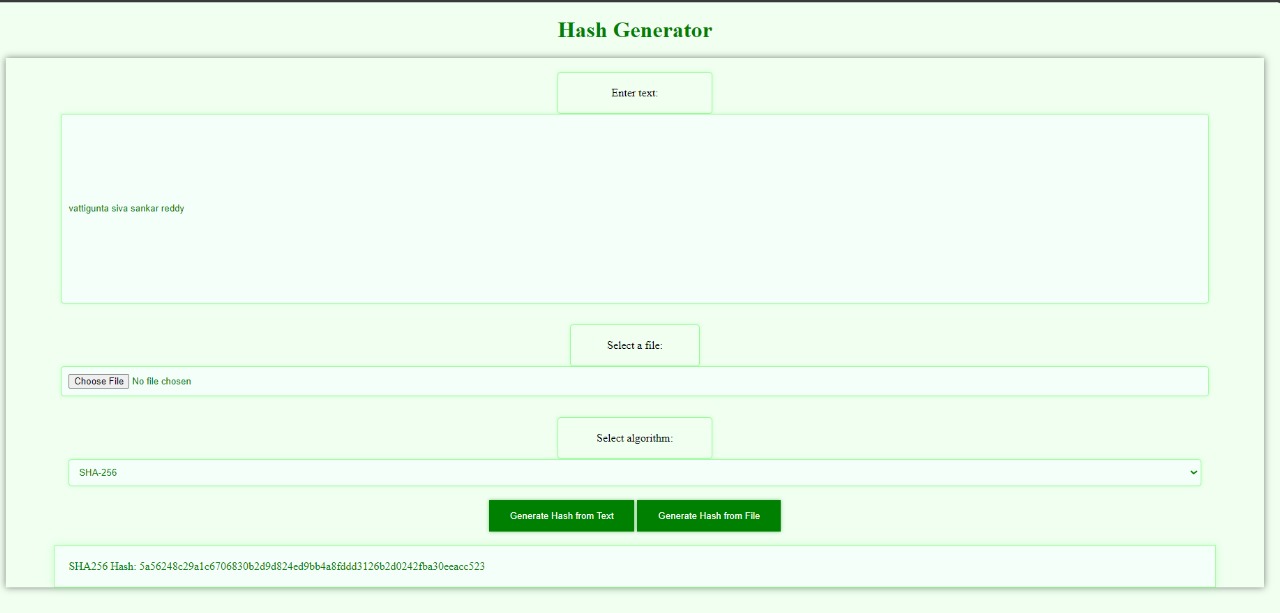 Hash Generator
Enter text:
vattigunta siva sankar reddy
Select a file:
Choose File No file chosen
Select algorithm:
SHA-256
Generate Hash from Text Generate Hash from File
SHA256 Hash: 5a56248c29a1c6706830b2d9d824ed9bb4a8fddd3126b2d0242fba30eeacc523